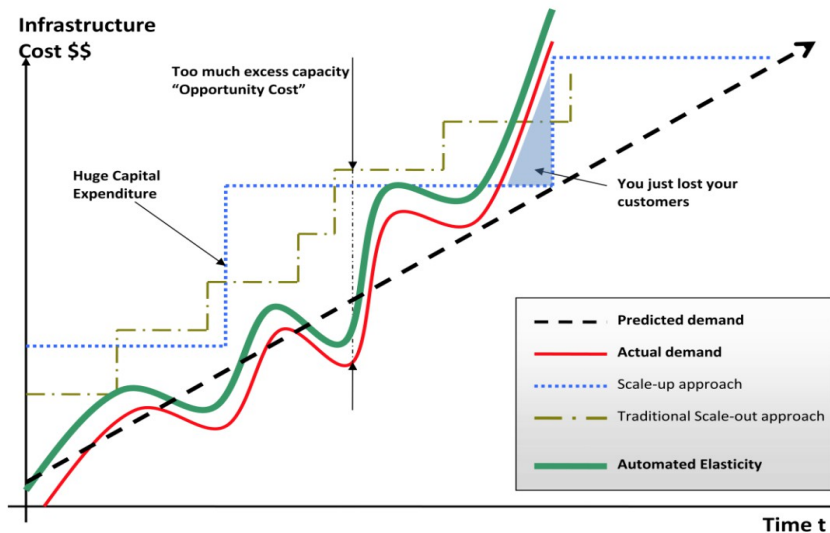 Infrastructure
Cost $$
Too much excess capacity
“Opportunity Cost”
Huge Capital
Expenditure
You just lost your
customers
Predicted demand
Actual demand
Scale-up approach
Traditional Scale-out approach
Automated Elasticity
Time t